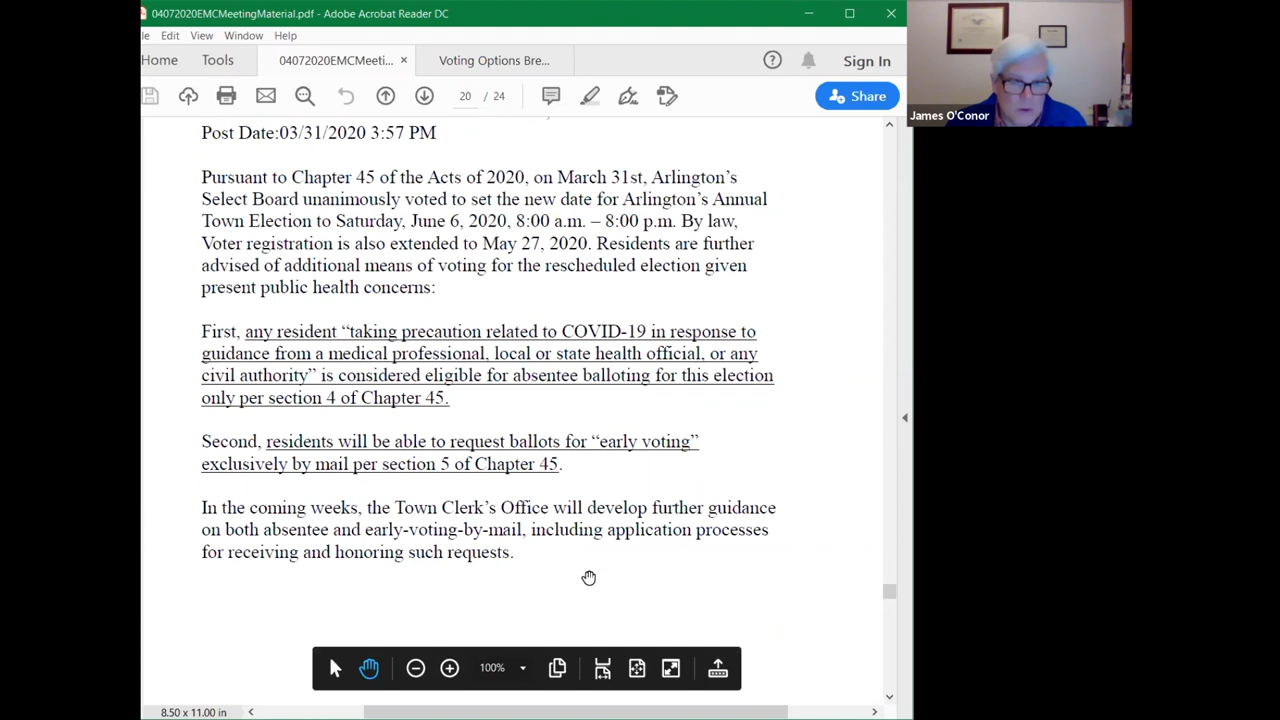 04072020EMCMeetingMaterial.pdf - Adobe Acrobat Reader DC
le Edit View Window Help
Home Tools 04072020EMCMeeti... × Voting Options Bre... Sign In
20 / 24 Share
James O'Conor
Post Date:03/31/2020 3:57 PM
Pursuant to Chapter 45 of the Acts of 2020, on March 31st, Arlington’s
Select Board unanimously voted to set the new date for Arlington’s Annual
Town Election to Saturday, June 6, 2020, 8:00 a.m. – 8:00 p.m. By law,
Voter registration is also extended to May 27, 2020. Residents are further
advised of additional means of voting for the rescheduled election given
present public health concerns:
First, any resident “taking precaution related to COVID-19 in response to
guidance from a medical professional, local or state health official, or any
civil authority” is considered eligible for absentee balloting for this election
only per section 4 of Chapter 45.
Second, residents will be able to request ballots for “early voting”
exclusively by mail per section 5 of Chapter 45.
In the coming weeks, the Town Clerk’s Office will develop further guidance
on both absentee and early-voting-by-mail, including application processes
for receiving and honoring such requests.
100%
8.50 x 11.00 in